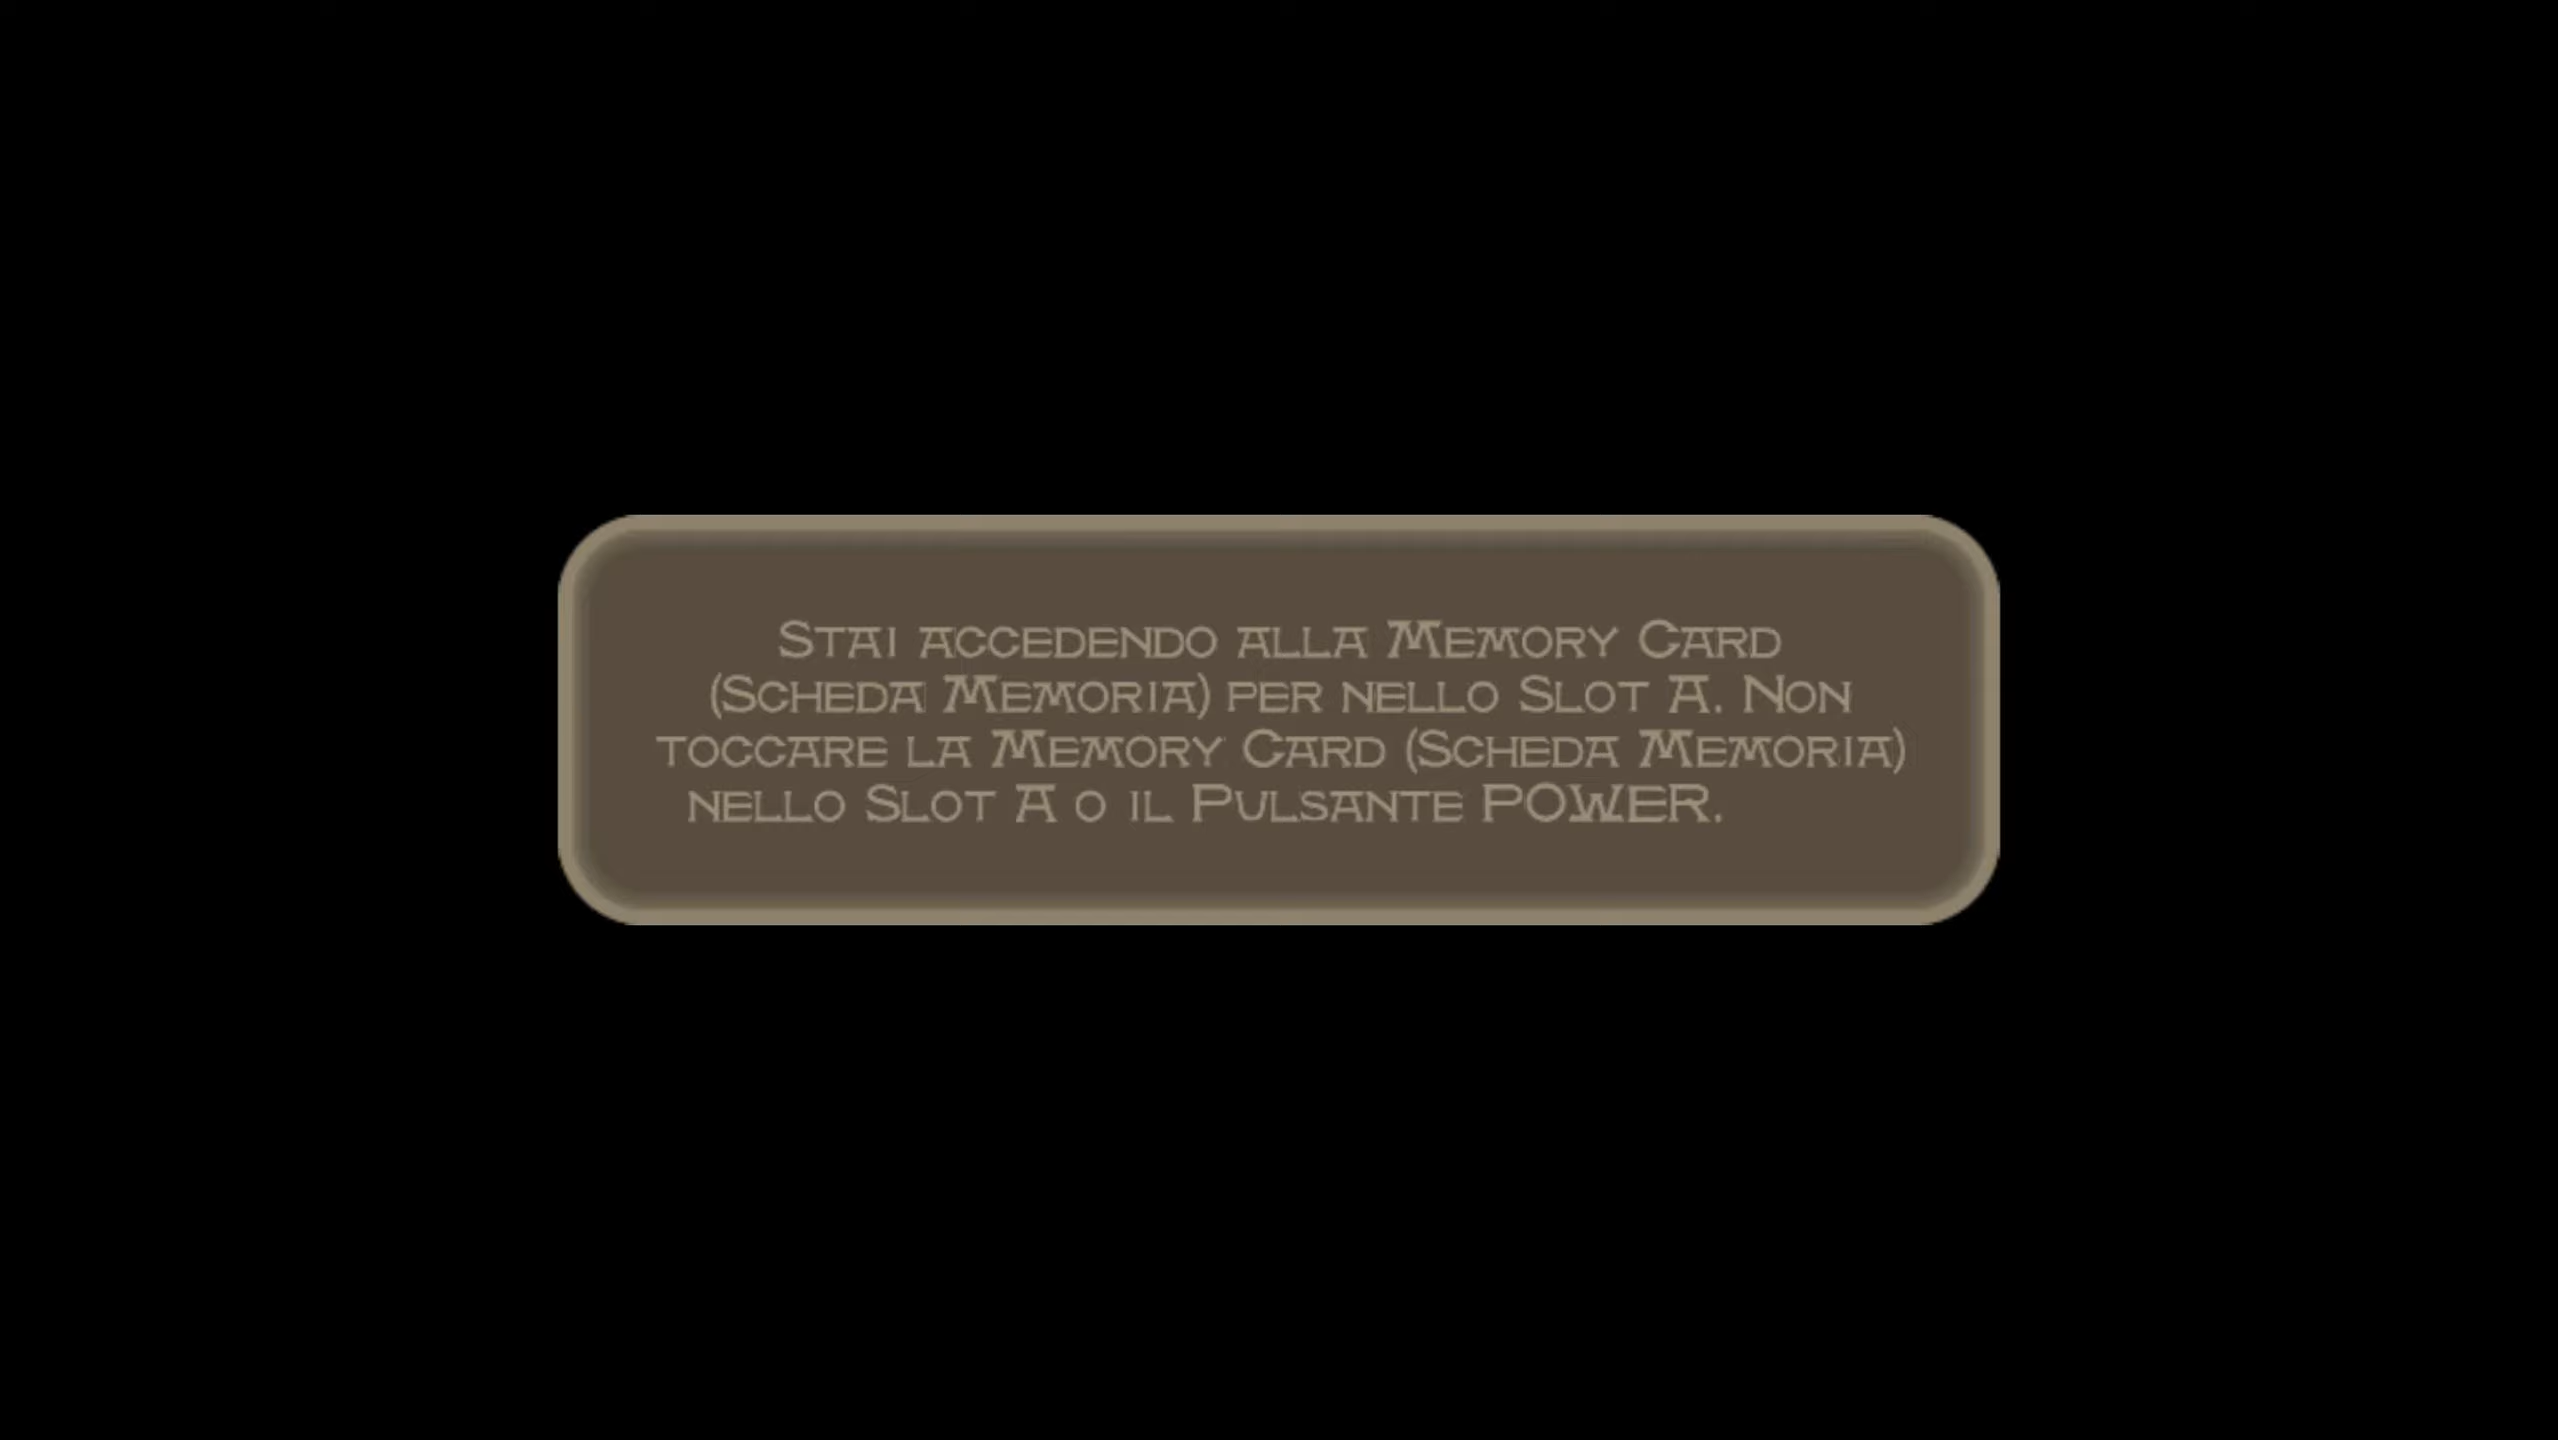 Stai accedendo alla Memory Card
(Scheda Memoria) per nello Slot A. Non
toccare la Memory Card (Scheda Memoria)
nello Slot A o il Pulsante POWER.